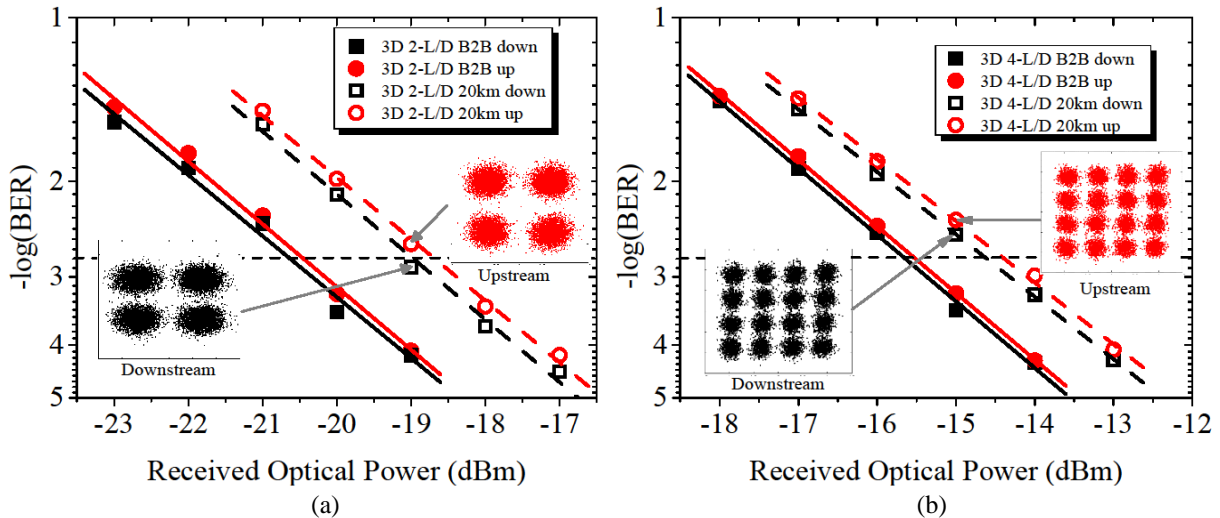 1
2
3
4
5
-log(BER)
3D 2-L/D B2B down
3D 2-L/D B2B up
3D 2-L/D 20km down
3D 2-L/D 20km up
Upstream
Downstream
-23 -22 -21 -20 -19 -18 -17
Received Optical Power (dBm)
(a)
1
2
3
4
5
-log(BER)
3D 4-L/D B2B down
3D 4-L/D B2B up
3D 4-L/D 20km down
3D 4-L/D 20km up
Upstream
Downstream
-18 -17 -16 -15 -14 -13 -12
Received Optical Power (dBm)
(b)